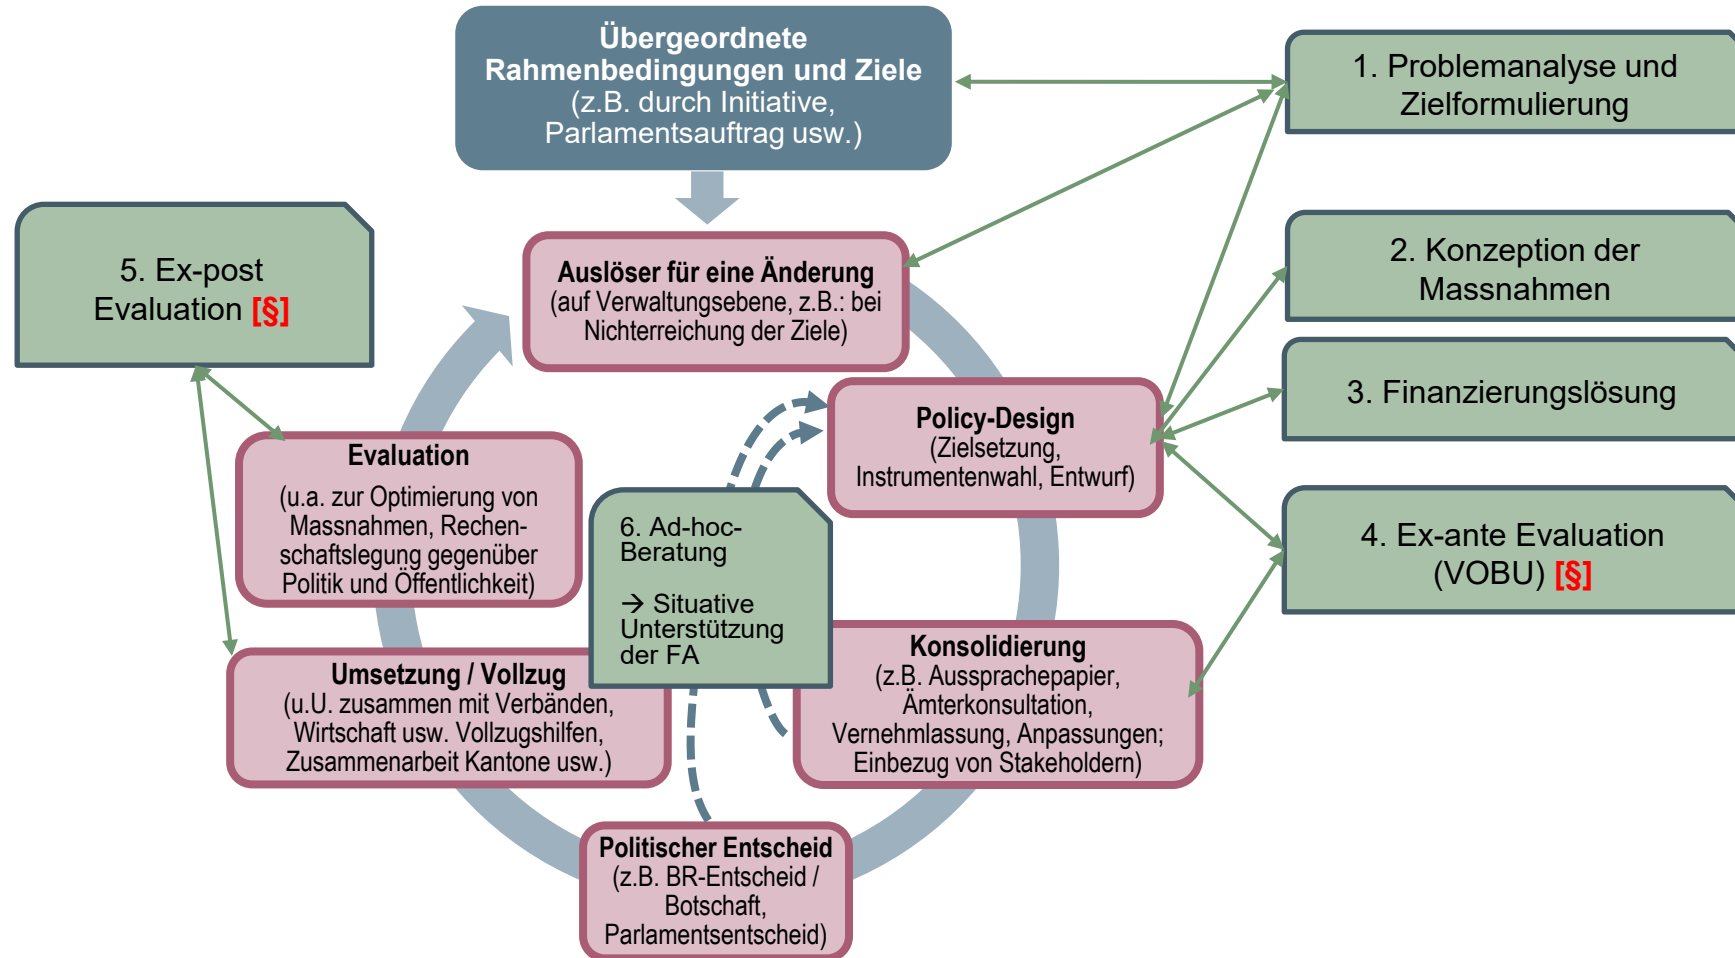 Übergeordnete
Rahmenbedingungen und Ziele
(z.B. durch Initiative,
Parlamentsauftrag usw.)
1. Problemanalyse und
Zielformulierung
5. Ex-post
Evaluation [§]
Auslöser für eine Änderung
(auf Verwaltungsebene, z.B.: bei
Nichterreichung der Ziele)
2. Konzeption der
Massnahmen
3. Finanzierungslösung
Policy-Design
(Zielsetzung,
Instrumentenwahl, Entwurf)
Evaluation
(u.a. zur Optimierung von
Massnahmen, Rechen-
schaftslegung gegenüber
Politik und Öffentlichkeit)
6. Ad-hoc-
Beratung
→ Situative
Unterstützung
der FA
4. Ex-ante Evaluation
(VOBU) [§]
Konsolidierung
(z.B. Aussprachepapier,
Ämterkonsultation,
Vernehmlassung, Anpassungen;
Einbezug von Stakeholdern)
Umsetzung / Vollzug
(u.U. zusammen mit Verbänden,
Wirtschaft usw. Vollzugshilfen,
Zusammenarbeit Kantone usw.)
Politischer Entscheid
(z.B. BR-Entscheid /
Botschaft,
Parlamentsentscheid)